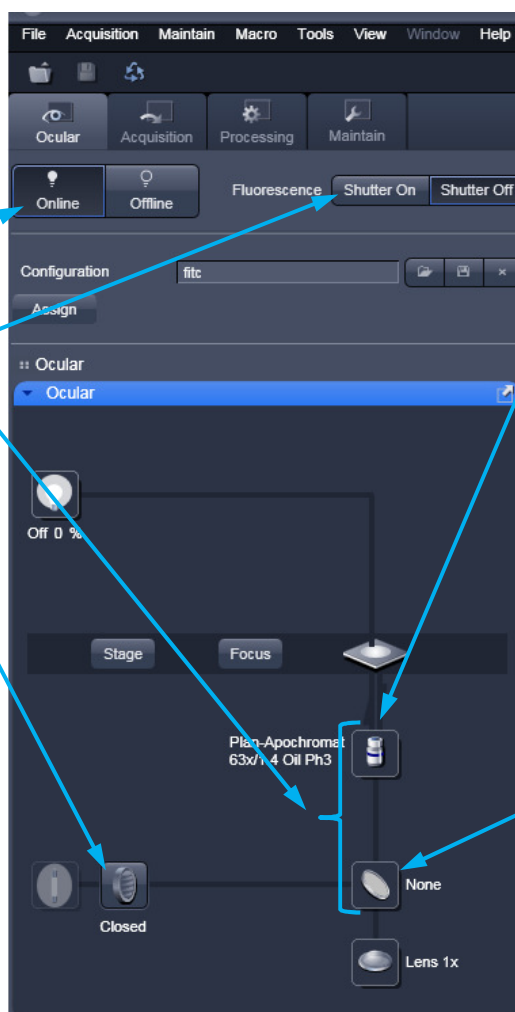 File Acquisition Maintain Macro Tools View Window Help
Ocular Acquisition Processing Maintain
Online Offline Fluorescence Shutter On Shutter Off
Configuration fitc
Assign
Ocular
Ocular
Off 0 %
Stage Focus
Plan-Apochromat
63x/1.4 Oil Ph3
None
Closed
Lens 1x